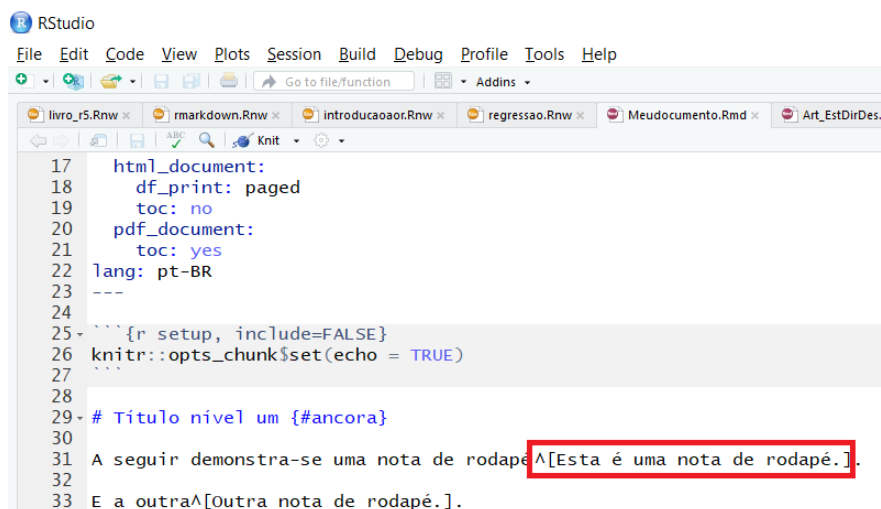 RStudio
File Edit Code View Plots Session Build Debug Profile Tools Help
Go to file/function Addins
livro_r5.Rnw rmarkdown.Rnw introducaoaor.Rnw regressao.Rnw Meudocumento.Rmd Art_EstDirDes.
ABC Knit
17 html_document:
18 df_print: paged
19 toc: no
20 pdf_document:
21 toc: yes
22 lang: pt-BR
23 ---
24
25 ```{r setup, include=FALSE}
26 knitr::opts_chunk$set(echo = TRUE)
27 ```
28
29 # Título nível um {#ancora}
30
31 A seguir demonstra-se uma nota de rodapé^[Esta é uma nota de rodapé.].
32
33 E a outra^[Outra nota de rodapé.].